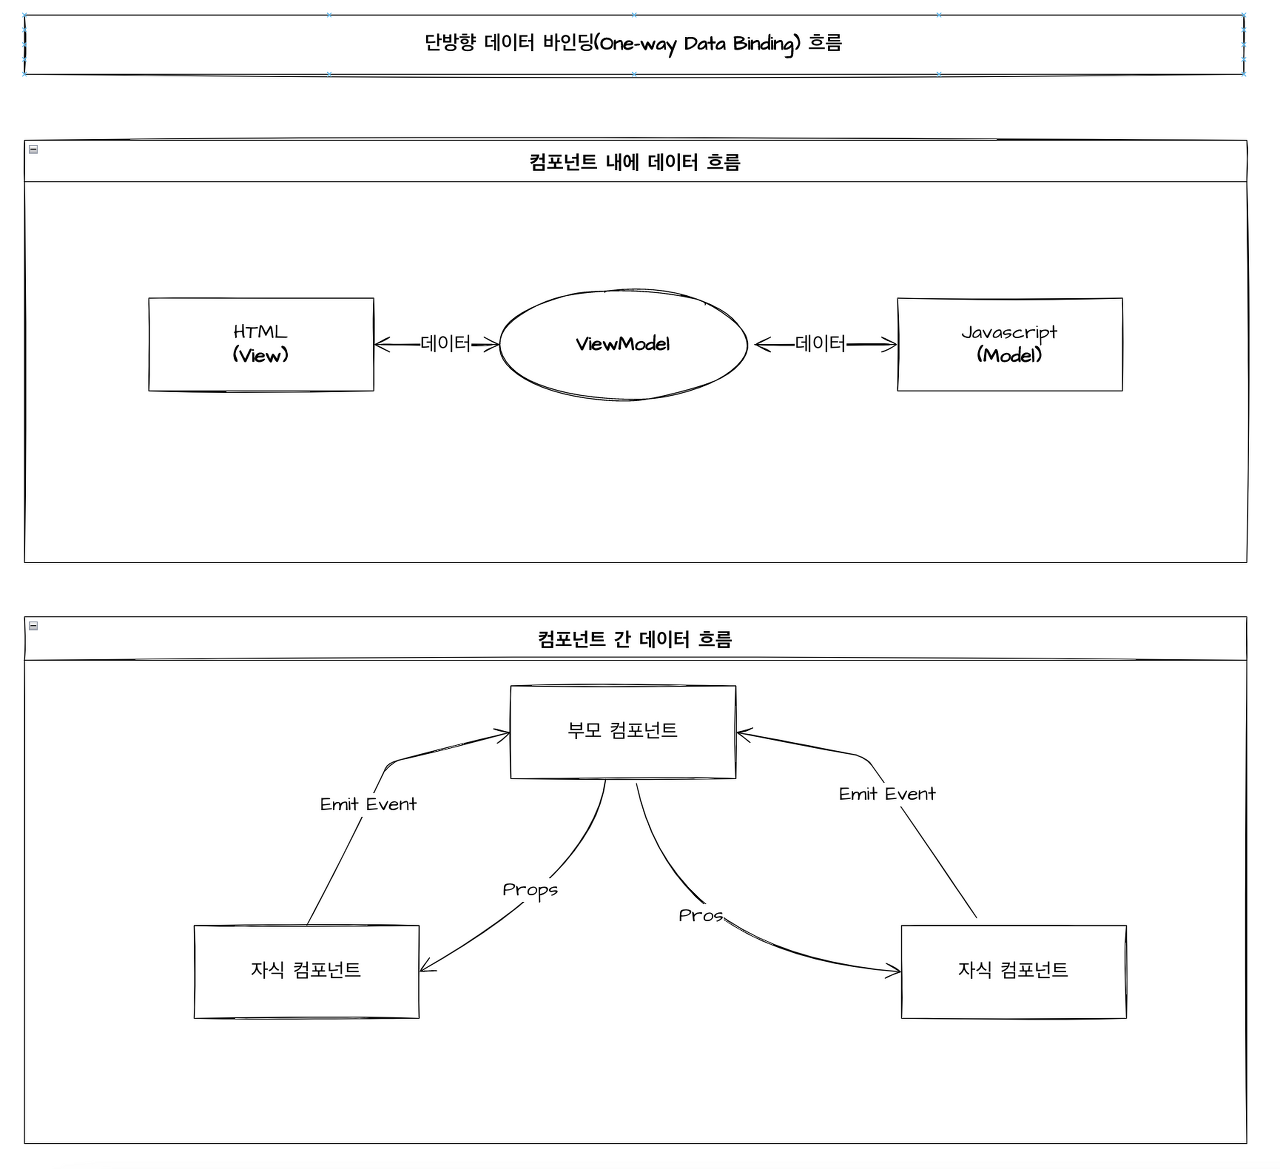 단방향 데이터 바인딩(One-way Data Binding) 흐름
컴포넌트 내에 데이터 흐름
HTML
(View)
데이터
ViewModel
데이터
Javascript
(Model)
컴포넌트 간 데이터 흐름
부모 컴포넌트
Emit Event
Emit Event
Props
Pros
자식 컴포넌트
자식 컴포넌트